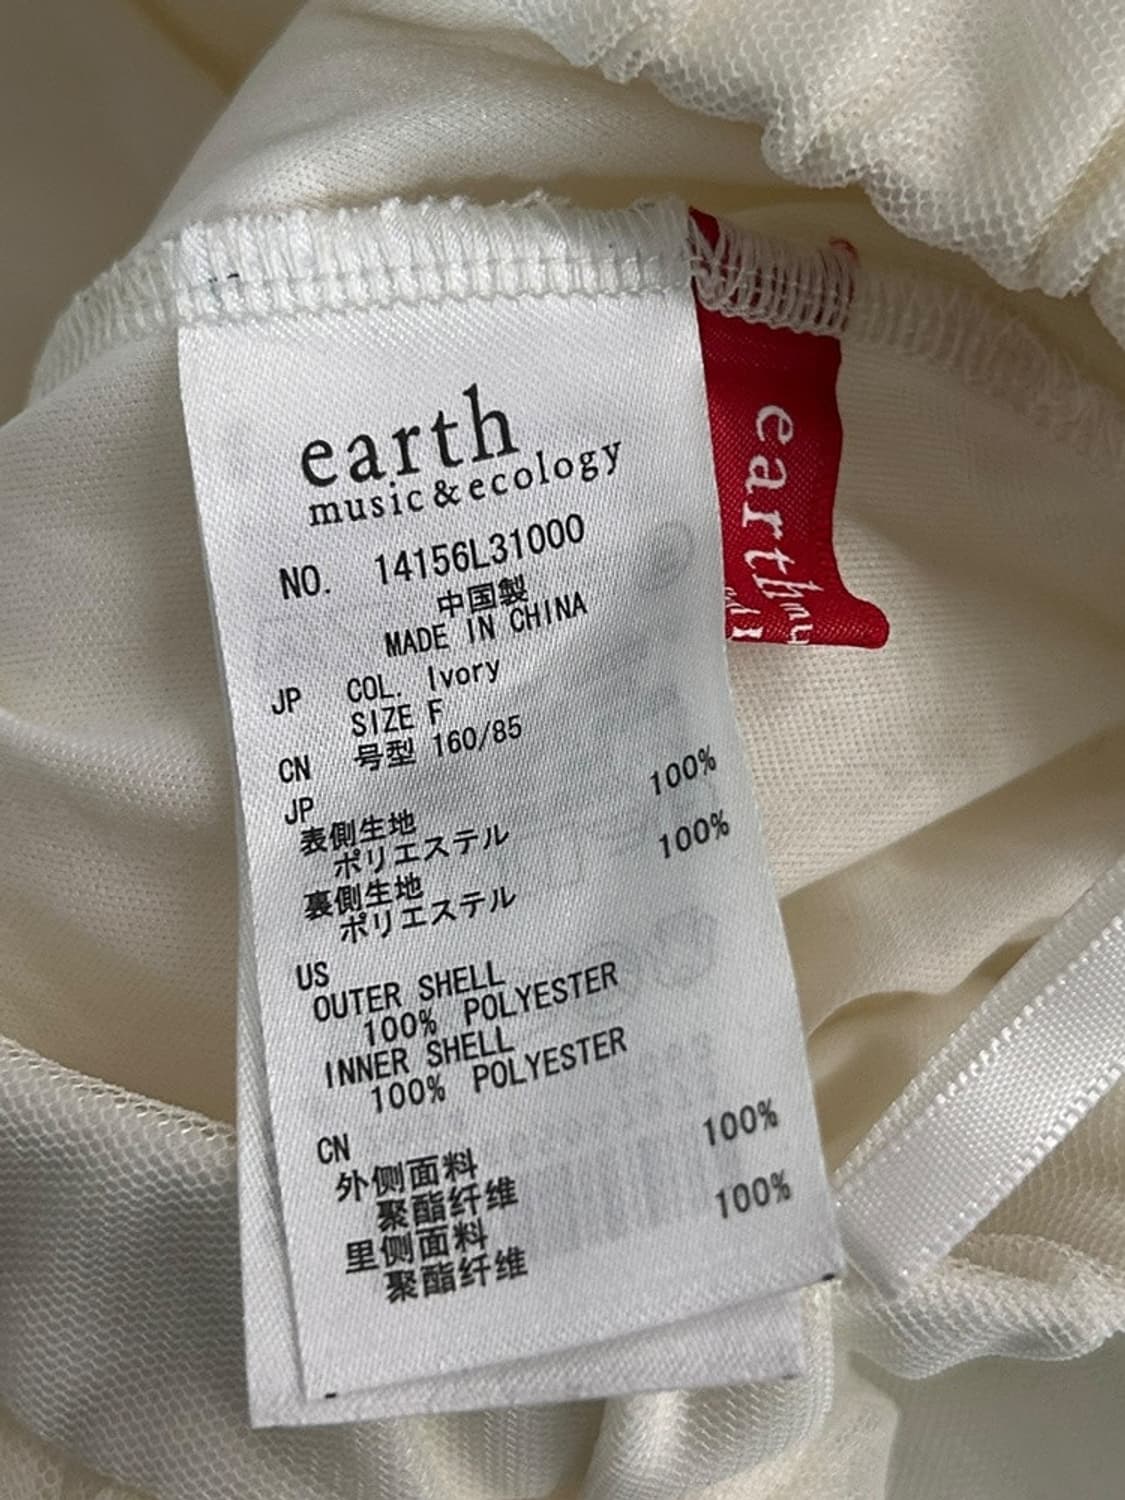 earth
music&ecology
NO. 14156L31000
中国製
MADE IN CHINA
JP COL. Ivory
SIZE F
CN 号型 160/85
JP
表側生地 100%
ポリエステル
裏側生地 100%
ポリエステル
US
OUTER SHELL
100% POLYESTER
INNER SHELL
100% POLYESTER
CN
外侧面料 100%
聚酯纤维
里侧面料 100%
聚酯纤维
earth